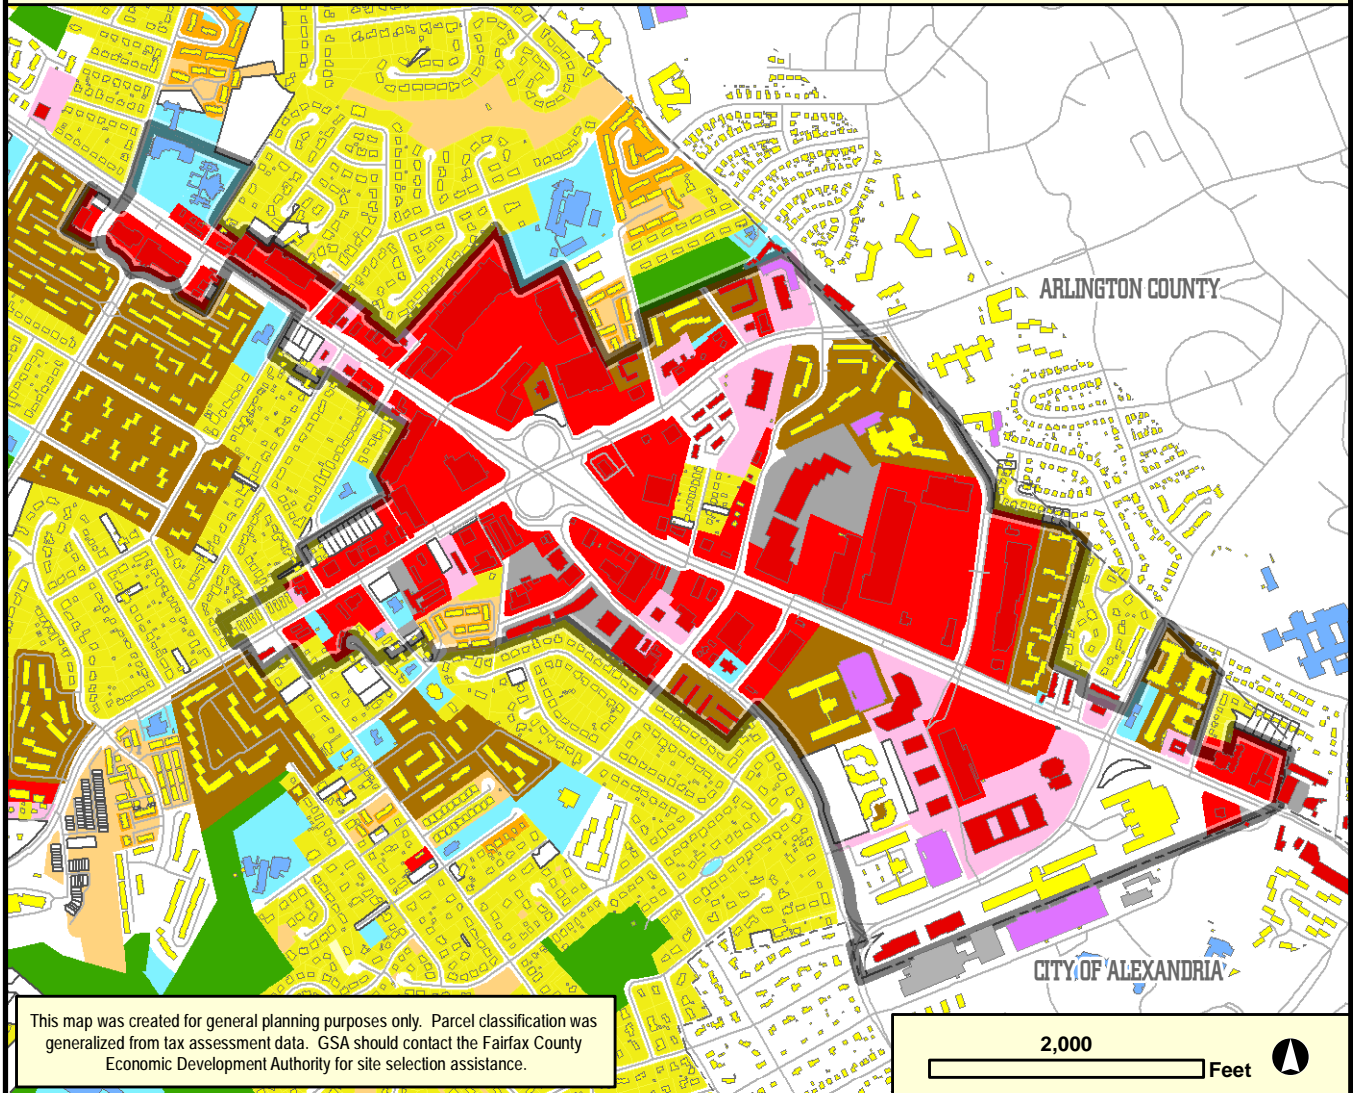 ARLINGTON COUNTY
CITY OF ALEXANDRIA
This map was created for general planning purposes only. Parcel classification was
generalized from tax assessment data. GSA should contact the Fairfax County
Economic Development Authority for site selection assistance.
2,000
Feet